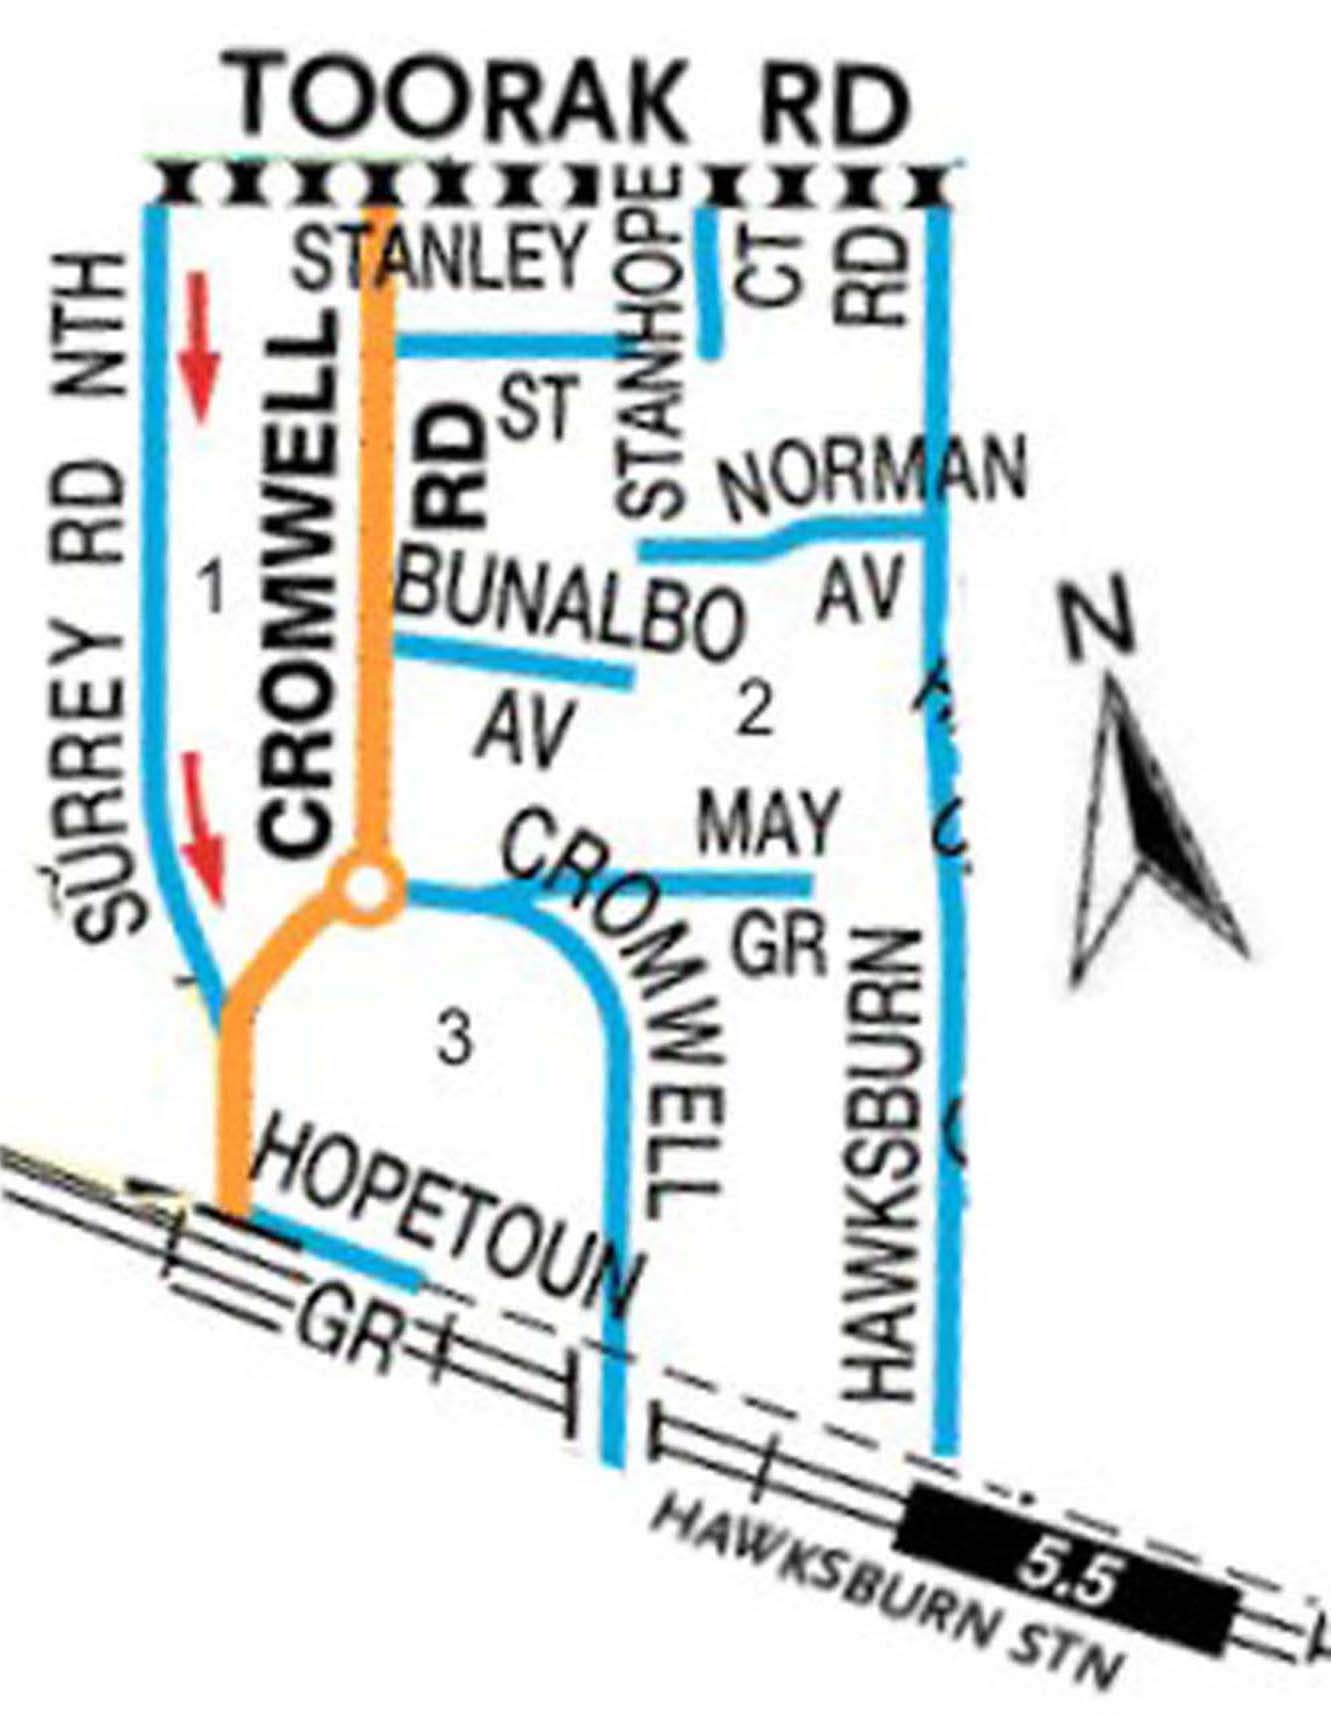 TOORAK RD
STANLEY
ST
STANHOPE
CT
RD
SURREY RD NTH
CROMWELL
RD
NORMAN
AV
1
BUNALBO
AV
2
N
MAY
GR
CROMWELL
3
HAWKSBURN
HOPETOUN
GR
5.5
HAWKSBURN STN